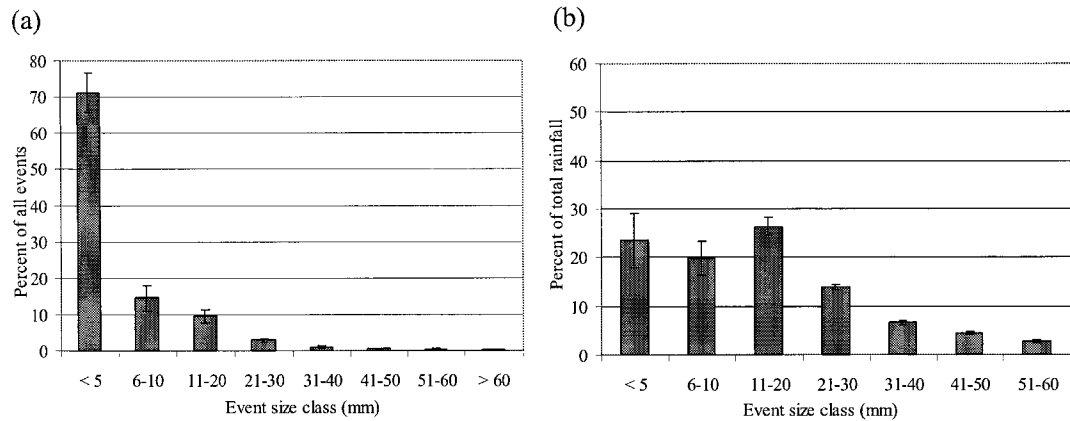 (a)
80
70
60
50
40
30
20
10
0
Percent of all events
< 5 6-10 11-20 21-30 31-40 41-50 51-60 > 60
Event size class (mm)
(b)
60
50
40
30
20
10
0
Percent of total rainfall
< 5 6-10 11-20 21-30 31-40 41-50 51-60
Event size class (mm)